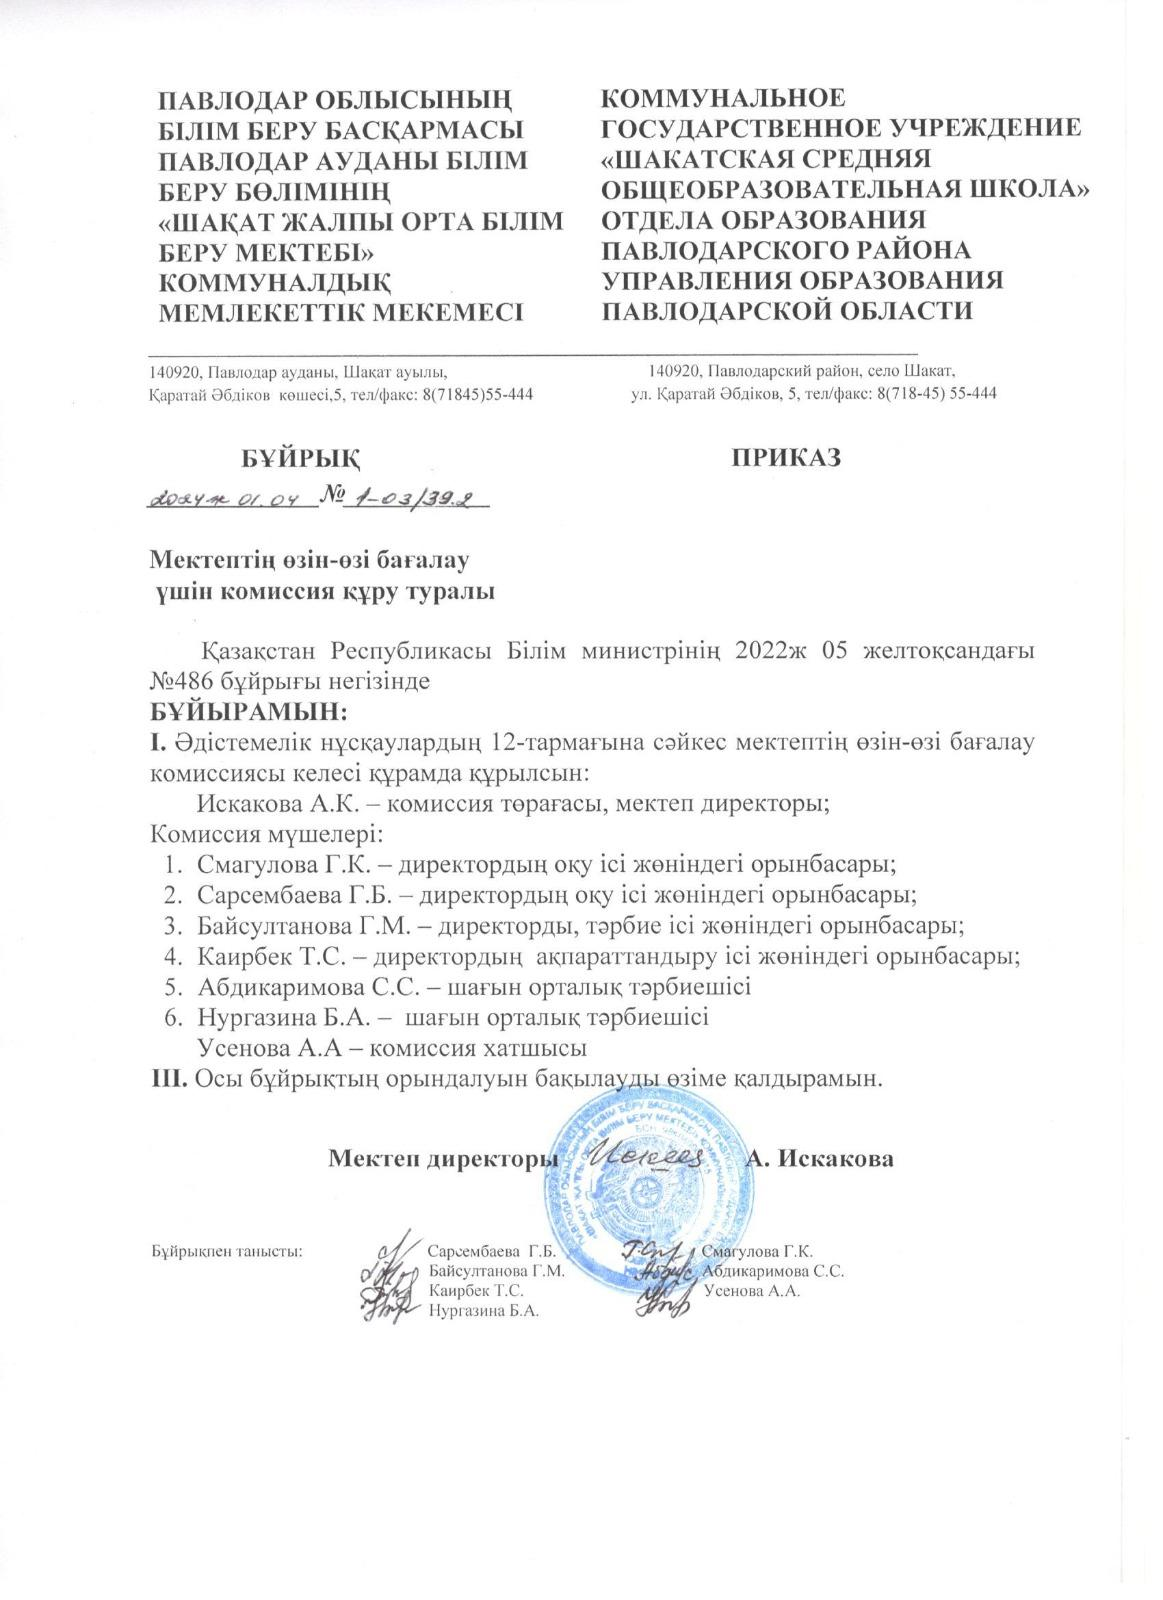 ПАВЛОДАР ОБЛЫСЫНЫҢ
БІЛІМ БЕРУ БАСҚАРМАСЫ
ПАВЛОДАР АУДАНЫ БІЛІМ
БЕРУ БӨЛІМІНІҢ
«ШАҚАТ ЖАЛПЫ ОРТА БІЛІМ
БЕРУ МЕКТЕБІ»
КОММУНАЛДЫҚ
МЕМЛЕКЕТТІК МЕКЕМЕСІ
КОММУНАЛЬНОЕ
ГОСУДАРСТВЕННОЕ УЧРЕЖДЕНИЕ
«ШАКАТСКАЯ СРЕДНЯЯ
ОБЩЕОБРАЗОВАТЕЛЬНАЯ ШКОЛА»
ОТДЕЛА ОБРАЗОВАНИЯ
ПАВЛОДАРСКОГО РАЙОНА
УПРАВЛЕНИЯ ОБРАЗОВАНИЯ
ПАВЛОДАРСКОЙ ОБЛАСТИ
140920, Павлодар ауданы, Шақат ауылы,
Қаратай Әбдіков көшесі,5, тел/факс: 8(71845)55-444
140920, Павлодарский район, село Шакат,
ул. Қаратай Әбдіков, 5, тел/факс: 8(718-45) 55-444
БҰЙРЫҚ ПРИКАЗ
2024ж 01.04 № 1-03/39.2
Мектептің өзін-өзі бағалау
үшін комиссия құру туралы
Қазақстан Республикасы Білім министрінің 2022ж 05 желтоқсандағы
№486 бұйрығы негізінде
БҰЙЫРАМЫН:
I. Әдістемелік нұсқаулардың 12-тармағына сәйкес мектептің өзін-өзі бағалау
комиссиясы келесі құрамда құрылсын:
Искакова А.К. – комиссия төрағасы, мектеп директоры;
Комиссия мүшелері:
1. Смагулова Г.К. – директордың оқу ісі жөніндегі орынбасары;
2. Сарсембаева Г.Б. – директордың оқу ісі жөніндегі орынбасары;
3. Байсултанова Г.М. – директорды, тәрбие ісі жөніндегі орынбасары;
4. Каирбек Т.С. – директордың ақпараттандыру ісі жөніндегі орынбасары;
5. Абдикаримова С.С. – шағын орталық тәрбиешісі
6. Нургазина Б.А. – шағын орталық тәрбиешісі
Усенова А.А – комиссия хатшысы
III. Осы бұйрықтың орындалуын бақылауды өзіме қалдырамын.
Мектеп директоры А. Искакова
Бұйрықпен танысты: Сарсембаева Г.Б. Смагулова Г.К.
Байсултанова Г.М. Абдикаримова С.С.
Каирбек Т.С. Усенова А.А.
Нургазина Б.А.